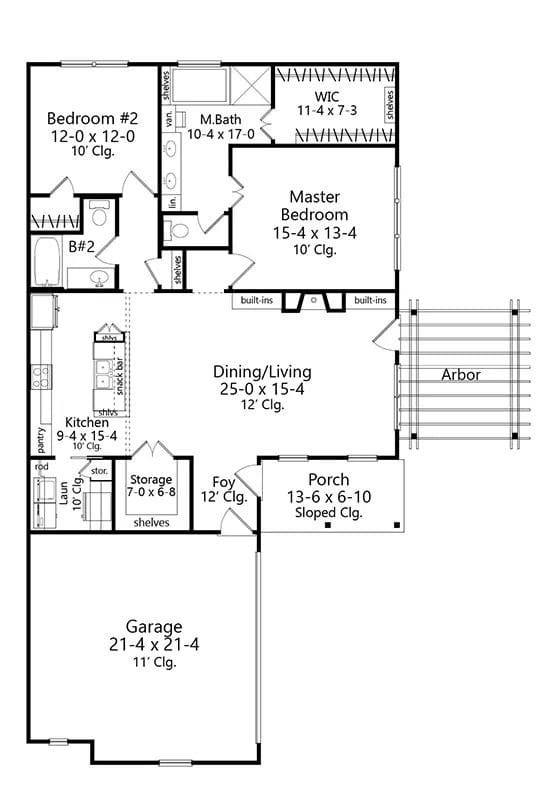 shelves
WIC
11-4 x 7-3
shelves
Bedroom #2
12-0 x 12-0
10' Clg.
van.
M.Bath
10-4 x 17-0
lin.
Master
Bedroom
15-4 x 13-4
10' Clg.
B#2
shelves
built-ins
built-ins
shlvs
snack bar
shlvs
Dining/Living
25-0 x 15-4
12' Clg.
Arbor
Kitchen
9-4 x 15-4
10' Clg.
pantry
rod
stor.
Laun
10' Clg.
Storage
7-0 x 6-8
shelves
Foy
12' Clg.
Porch
13-6 x 6-10
Sloped Clg.
Garage
21-4 x 21-4
11' Clg.